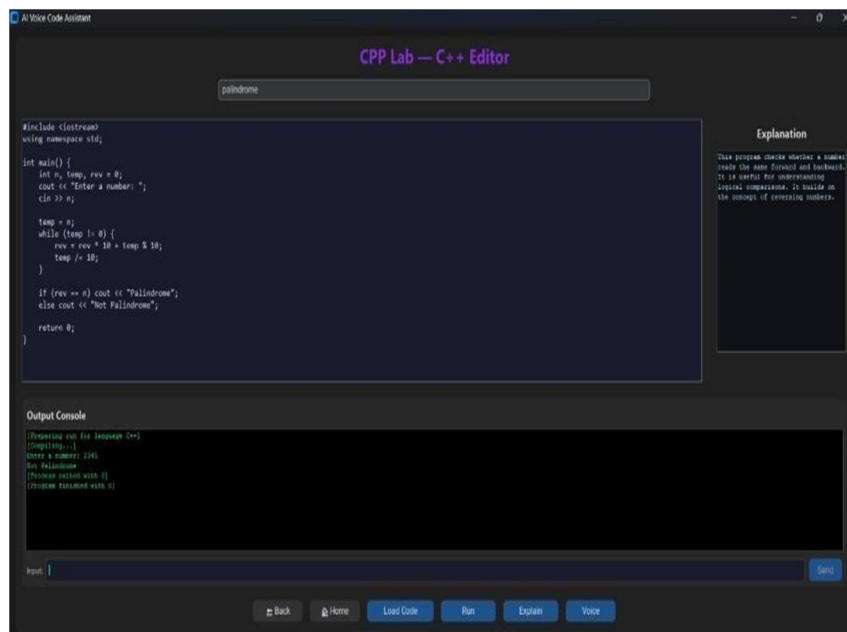 AI Voice Code Assistant
CPP Lab — C++ Editor
palindrome
#include <iostream>
using namespace std;
int main() {
int n, temp, rev = 0;
cout << "Enter a number: ";
cin >> n;
temp = n;
while (temp != 0) {
rev = rev * 10 + temp % 10;
temp /= 10;
}
if (rev == n) cout << "Palindrome";
else cout << "Not Palindrome";
return 0;
}
Explanation
This program checks whether a number
reads the same forward and backward.
It is useful for understanding
logical comparisons. It builds on
the concept of reversing numbers.
Output Console
[Preparing run for language C++]
[Compiling...]
Enter a number: 2345
Not Palindrome
[Process exited with 0]
[Program finished with 0]
Input:
Send
Back
Home
Load Code
Run
Explain
Voice